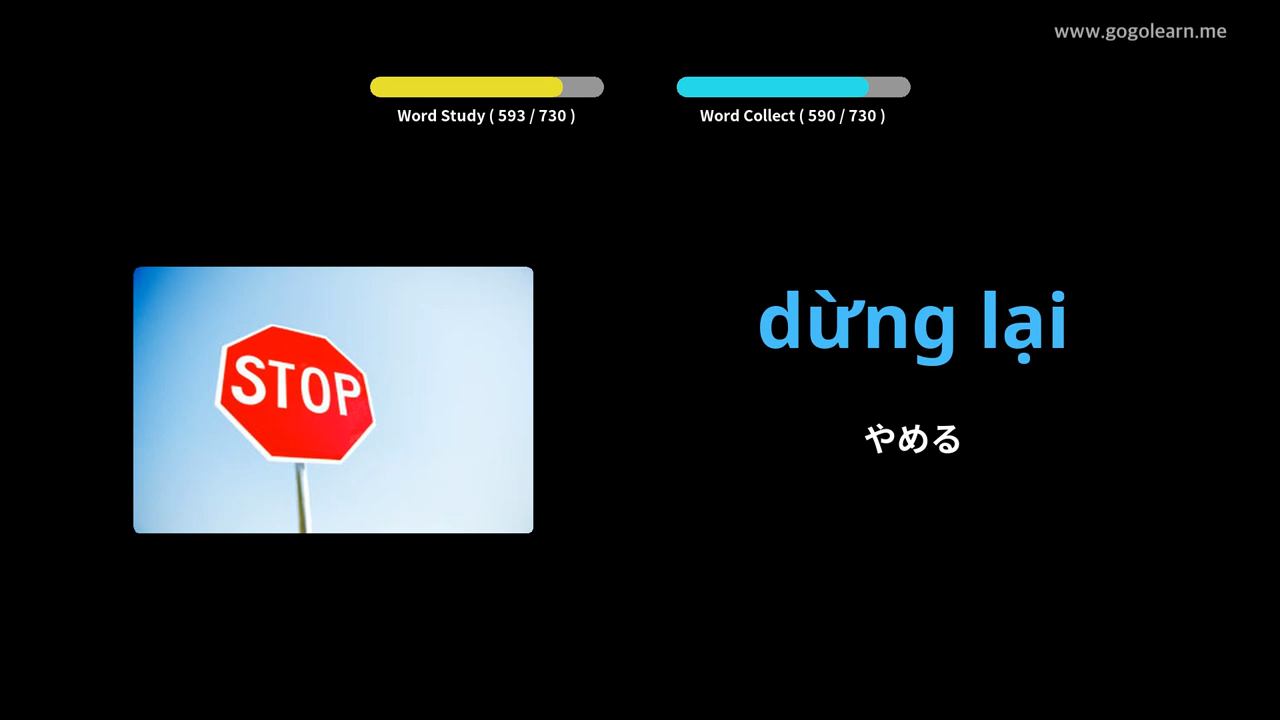 www.gogolearn.me
Word Study ( 593 / 730 )
Word Collect ( 590 / 730 )
STOP
dừng lại
やめる